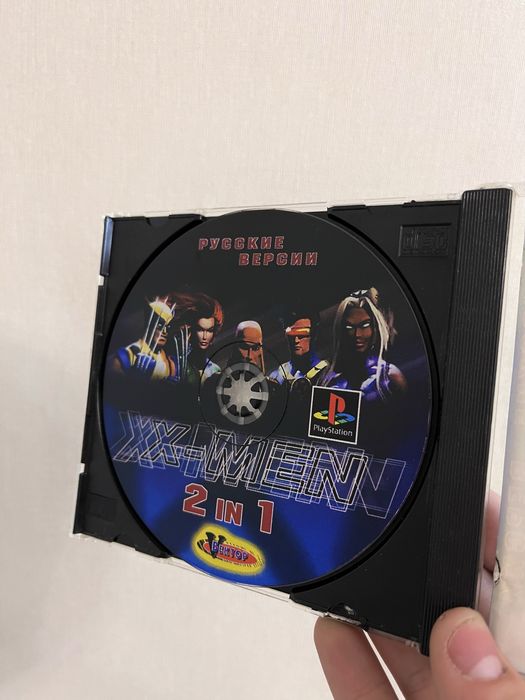 РУССКИЕ
ВЕРСИИ
PlayStation
X-MEN
2 IN 1
ВЕКТОР